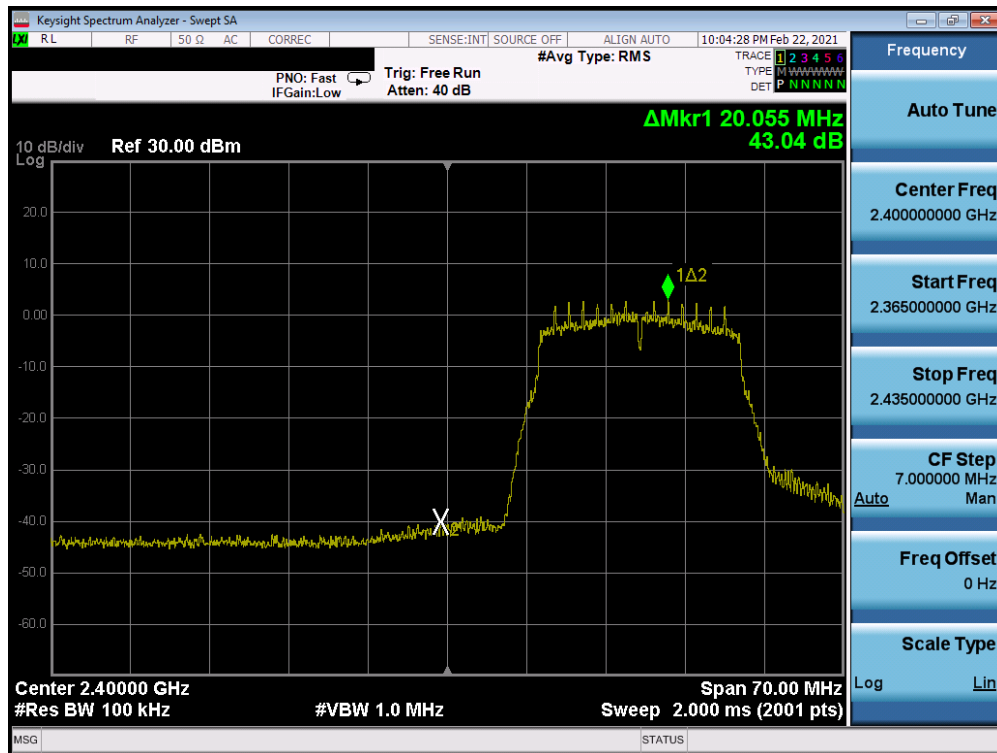 Keysight Spectrum Analyzer - Swept SA
LXI RL RF 50 Ω AC CORREC SENSE:INT SOURCE OFF ALIGN AUTO 10:04:28 PM Feb 22, 2021
PNO: Fast
IFGain:Low
Trig: Free Run
Atten: 40 dB
#Avg Type: RMS
TRACE 1 2 3 4 5 6
TYPE M WWWWWW
DET P N N N N N
ΔMkr1 20.055 MHz
43.04 dB
10 dB/div Ref 30.00 dBm
Log
20.0
10.0
0.00
-10.0
-20.0
-30.0
-40.0
-50.0
-60.0
1Δ2
Center 2.40000 GHz Span 70.00 MHz
#Res BW 100 kHz #VBW 1.0 MHz Sweep 2.000 ms (2001 pts)
MSG STATUS
Frequency
Auto Tune
Center Freq
2.400000000 GHz
Start Freq
2.365000000 GHz
Stop Freq
2.435000000 GHz
CF Step
7.000000 MHz
Auto Man
Freq Offset
0 Hz
Scale Type
Log Lin